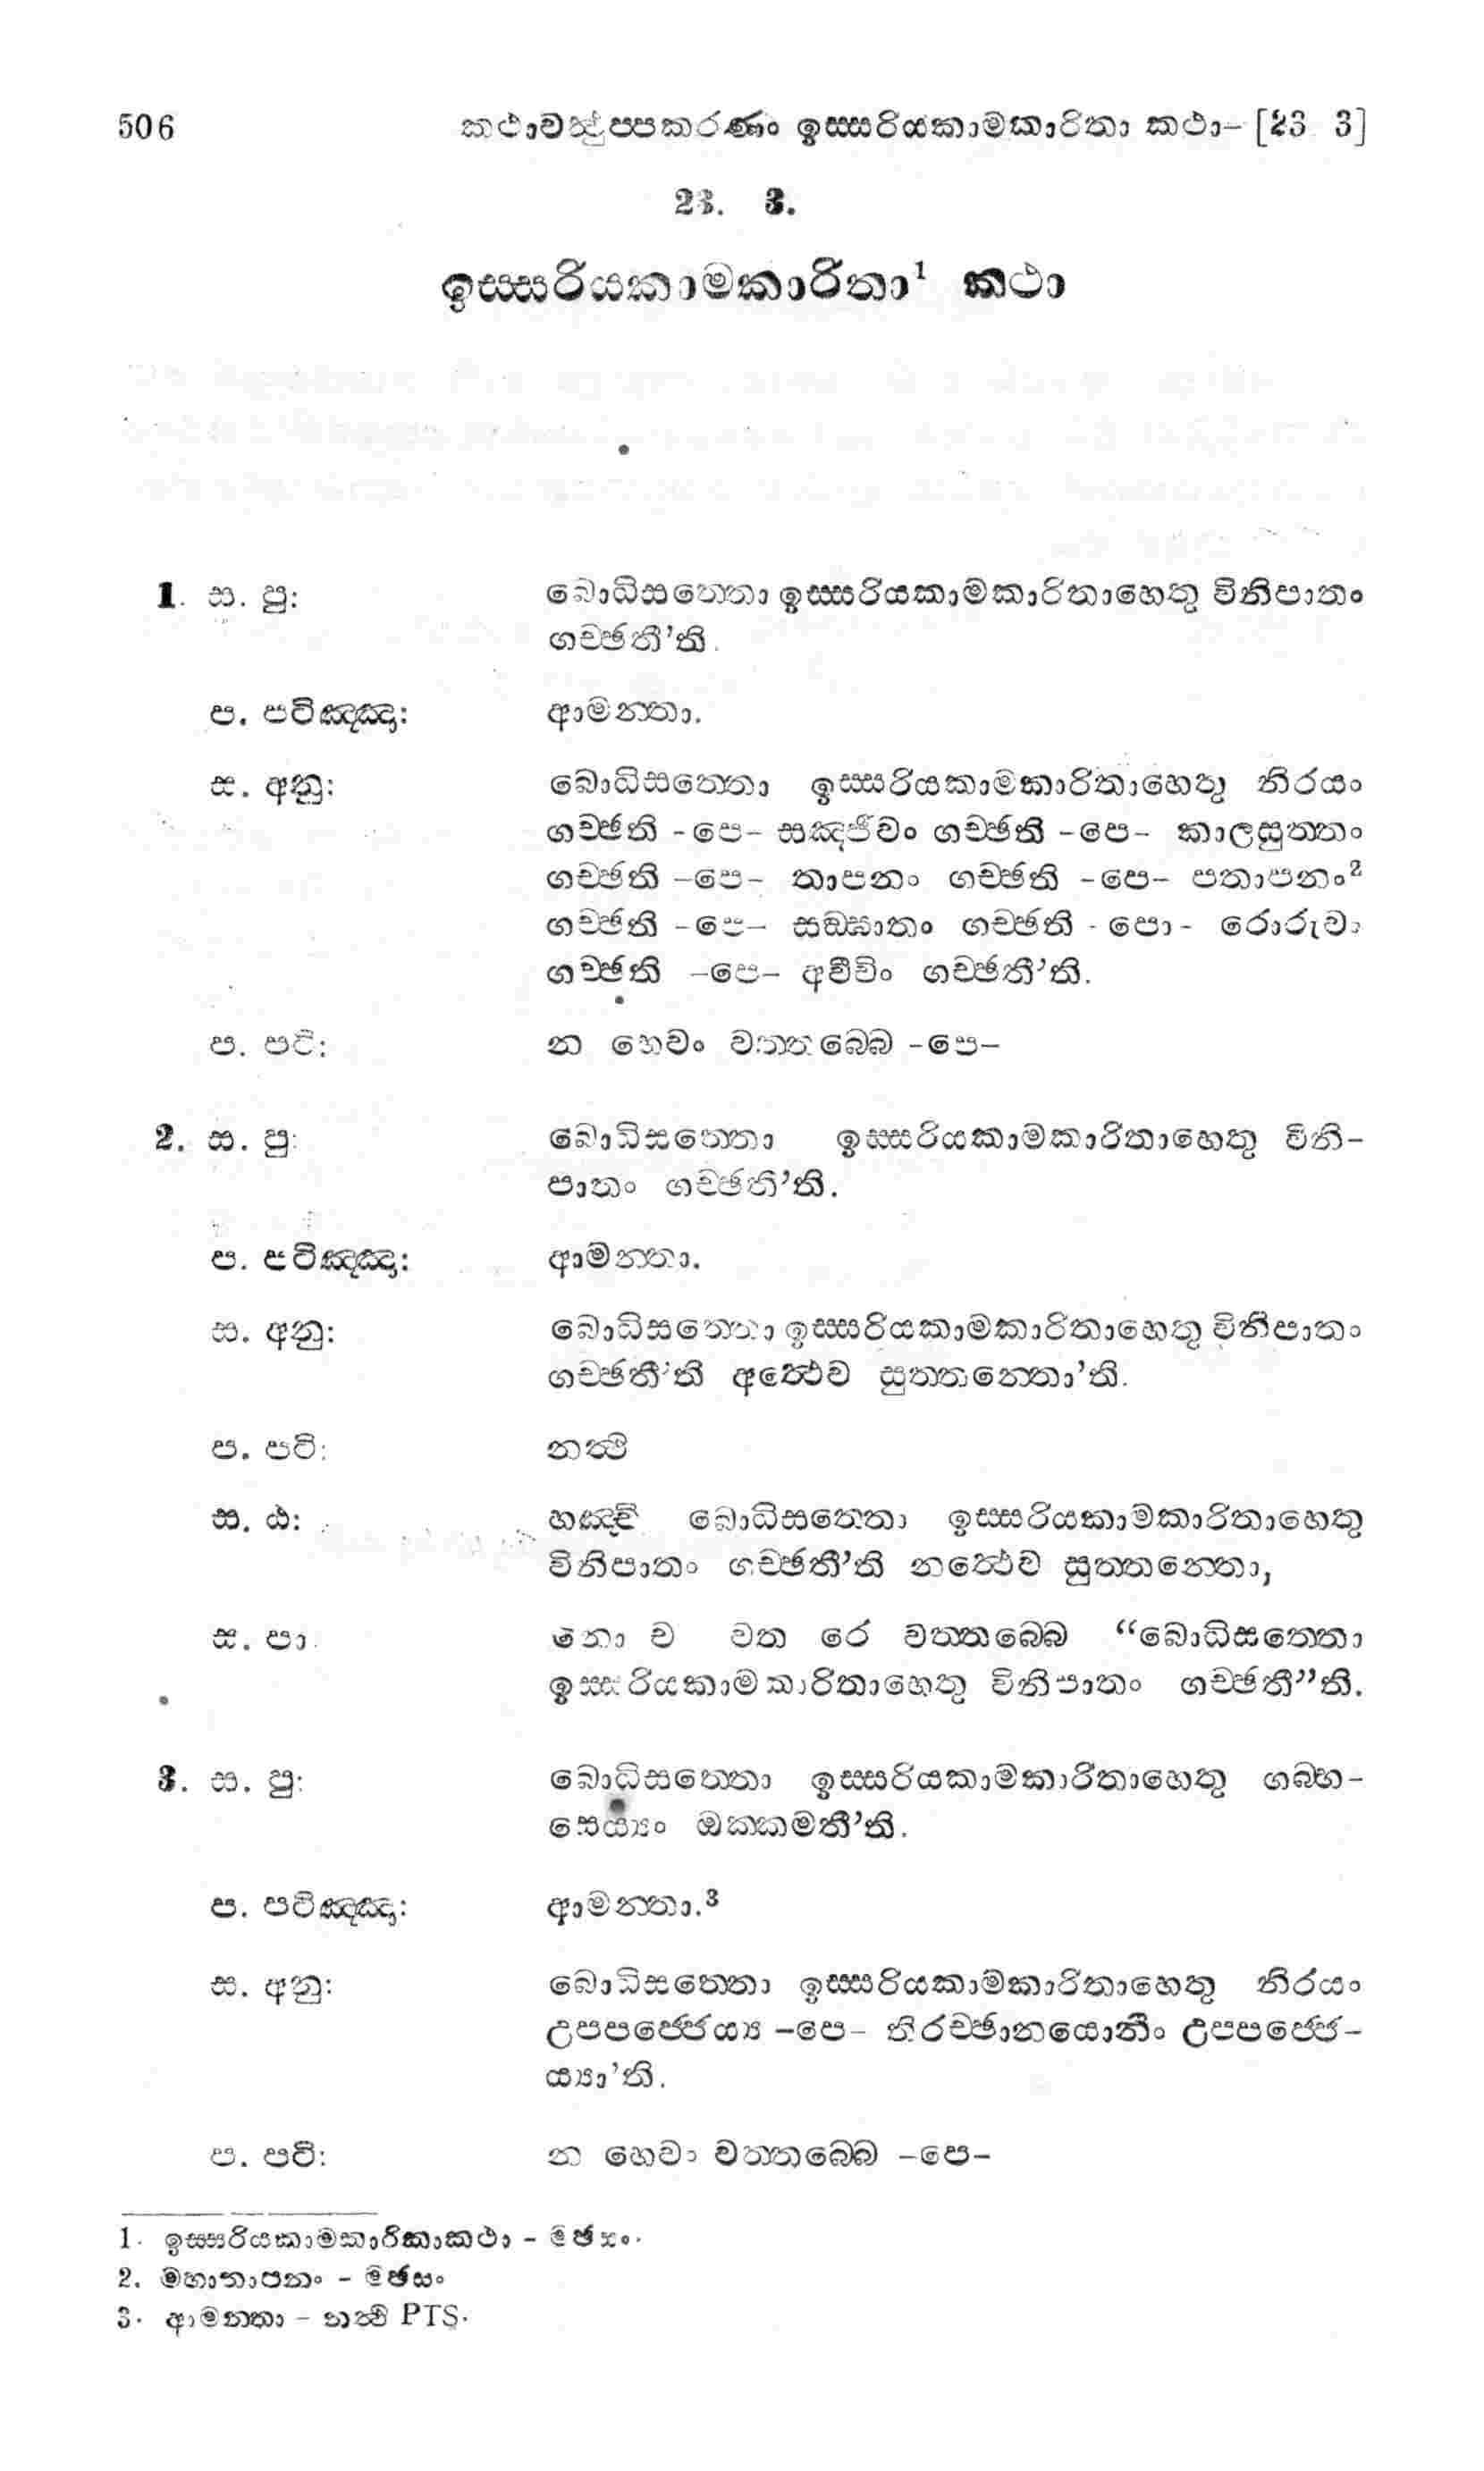 506 කථාවත්ථුප්පකරණං ඉස්සරියකාමකාරිතා කථා- [23 3]
23. 3.
ඉස්සරියකාමකාරිතා¹ කථා
1. ස. පු: බොධිසත්තො ඉස්සරියකාමකාරිතාහෙතු විනිපාතං
ගච්ඡතී’ති.
ප. පටිඤ්ඤා: ආමන්තා.
ස. අනු: බොධිසත්තො ඉස්සරියකාමකාරිතාහෙතු නිරයං
ගච්ඡති -පෙ- සඤ්ජීවං ගච්ඡති -පෙ- කාලසුත්තං
ගච්ඡති -පෙ- තාපනං ගච්ඡති -පෙ- පතාපනං²
ගච්ඡති -පෙ- සඞ්ඝාතං ගච්ඡති - පො - රොරුවං
ගච්ඡති -පෙ- අවීචිං ගච්ඡතී’ති.
ප. පටි: න හෙවං වත්තබ්බෙ -පෙ-
2. ස. පු: බොධිසත්තො ඉස්සරියකාමකාරිතාහෙතු විනි-
පාතං ගච්ඡතී’ති.
ප. පටිඤ්ඤා: ආමන්තා.
ස. අනු: බොධිසත්තො ඉස්සරියකාමකාරිතාහෙතු විනිපාතං
ගච්ඡතී’ති අත්ථෙව සුත්තන්තො’ති.
ප. පටි: නත්ථි
ස. ඨ: හඤ්චි බොධිසත්තො ඉස්සරියකාමකාරිතාහෙතු
විනිපාතං ගච්ඡතී’ති නත්ථෙව සුත්තන්තො,
ස. පා. නො ච වත රෙ වත්තබ්බෙ “බොධිසත්තො
ඉස්සරියකාමකාරිතාහෙතු විනිපාතං ගච්ඡතී”ති.
3. ස. පු: බොධිසත්තො ඉස්සරියකාමකාරිතාහෙතු ගබ්භ-
සෙය්‍යං ඔක්කමතී’ති.
ප. පටිඤ්ඤා: ආමන්තා.³
ස. අනු: බොධිසත්තො ඉස්සරියකාමකාරිතාහෙතු නිරයං
උපපජ්ජෙය්‍ය -පෙ- තිරච්ඡානයොනිං උපපජ්ජෙ-
ය්‍යා’ති.
ප. පටි: න හෙවං වත්තබ්බෙ -පෙ-
1. ඉස්සරියකාමකාරිකාකථා - මඡසං.
2. මහාතාපනං - මඡසං
3. ආමන්තා - නත්ථි PTS.